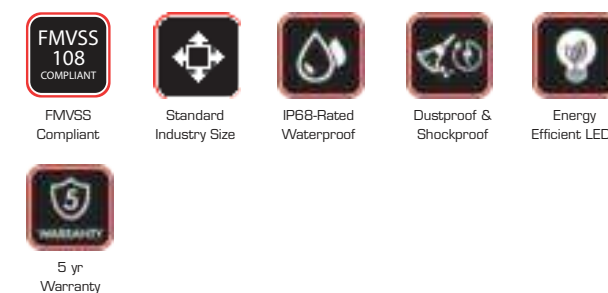 FMVSS
108
COMPLIANT
FMVSS
Compliant
Standard
Industry Size
IP68-Rated
Waterproof
Dustproof &
Shockproof
Energy
Efficient LED
5
WARRANTY
5 yr
Warranty